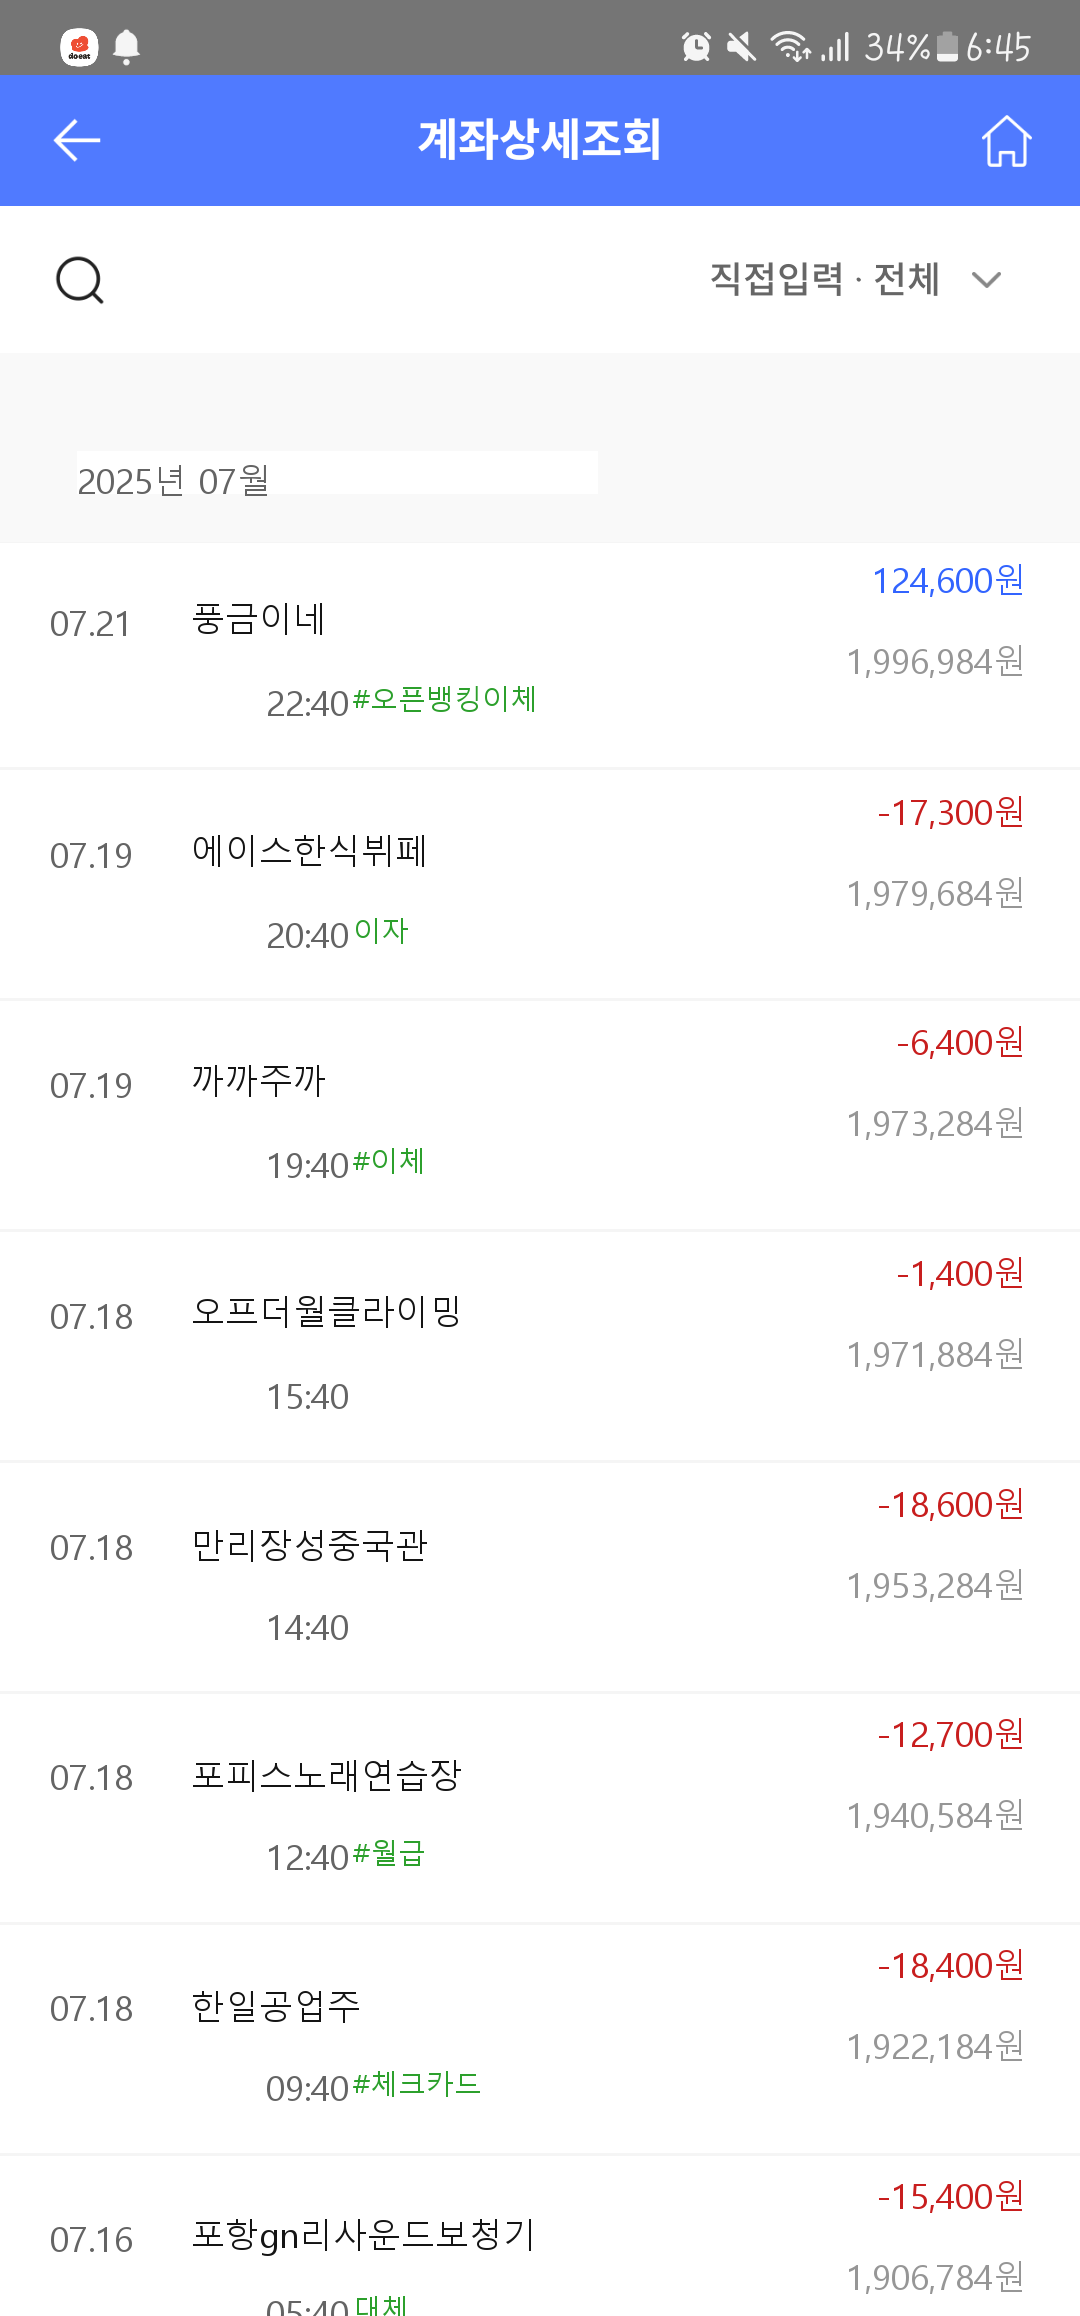 doeat 34% 6:45
계좌상세조회
직접입력 · 전체
2025년 07월
124,600원
07.21 풍금이네
1,996,984원
22:40 #오픈뱅킹이체
-17,300원
07.19 에이스한식뷔페
1,979,684원
20:40 이자
-6,400원
07.19 까까주까
1,973,284원
19:40 #이체
-1,400원
07.18 오프더월클라이밍
1,971,884원
15:40
-18,600원
07.18 만리장성중국관
1,953,284원
14:40
-12,700원
07.18 포피스노래연습장
1,940,584원
12:40 #월급
-18,400원
07.18 한일공업주
1,922,184원
09:40 #체크카드
-15,400원
07.16 포항gn리사운드보청기
1,906,784원
05:40 대체